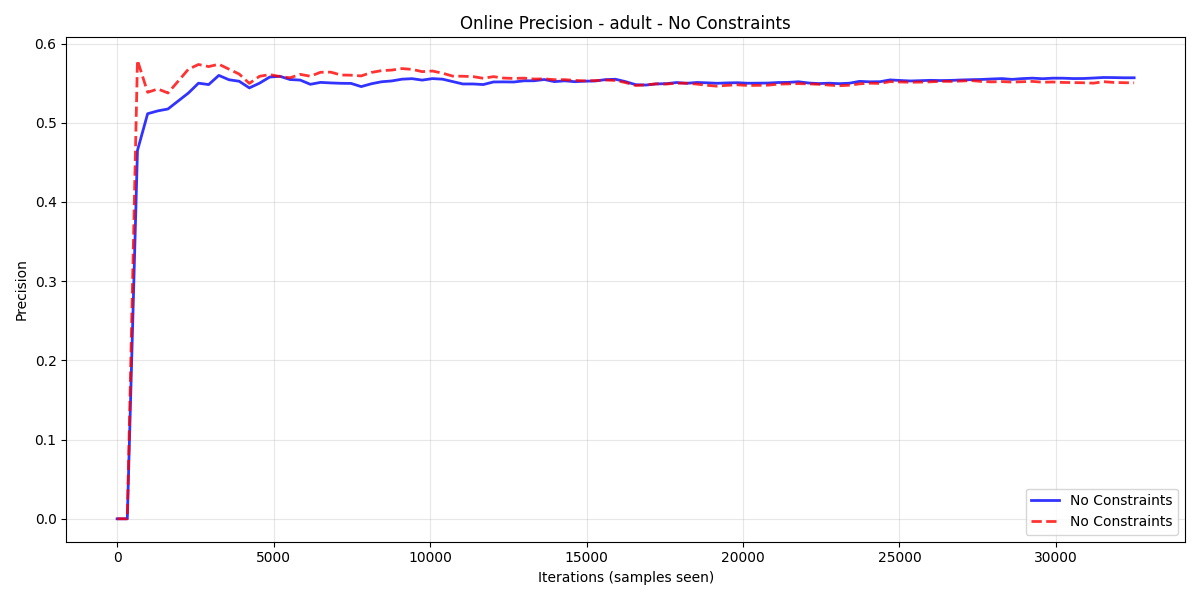 Online Precision - adult - No Constraints
0.6
0.5
0.4
0.3
0.2
0.1
0.0
Precision
0 5000 10000 15000 20000 25000 30000
Iterations (samples seen)
No Constraints
No Constraints